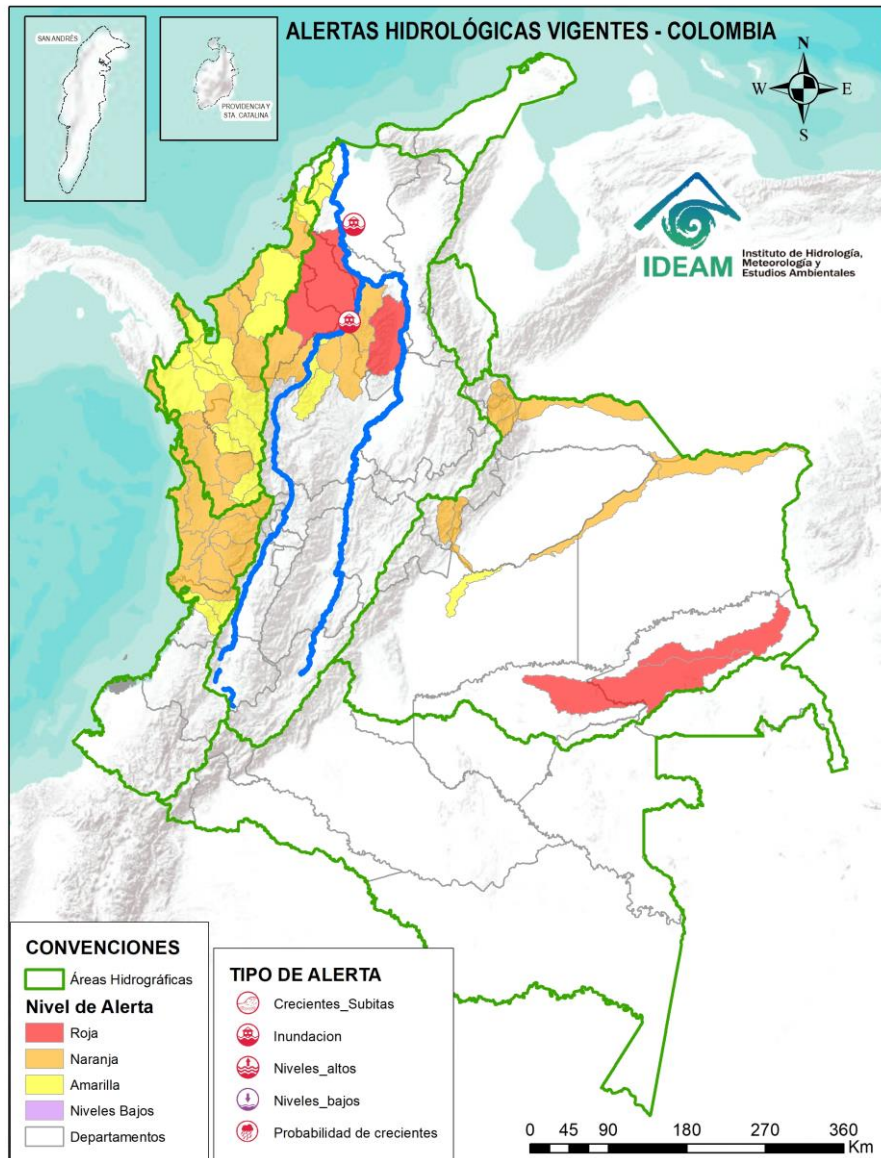 ALERTAS HIDROLÓGICAS VIGENTES - COLOMBIA
SAN ANDRÉS
PROVIDENCIA Y
STA. CATALINA
N
W
E
S
IDEAM
Instituto de Hidrología,
Meteorología y
Estudios Ambientales
CONVENCIONES
Áreas Hidrográficas
Nivel de Alerta
Roja
Naranja
Amarilla
Niveles Bajos
Departamentos
TIPO DE ALERTA
Crecientes_Subitas
Inundacion
Niveles_altos
Niveles_bajos
Probabilidad de crecientes
0 45 90 180 270 360
Km